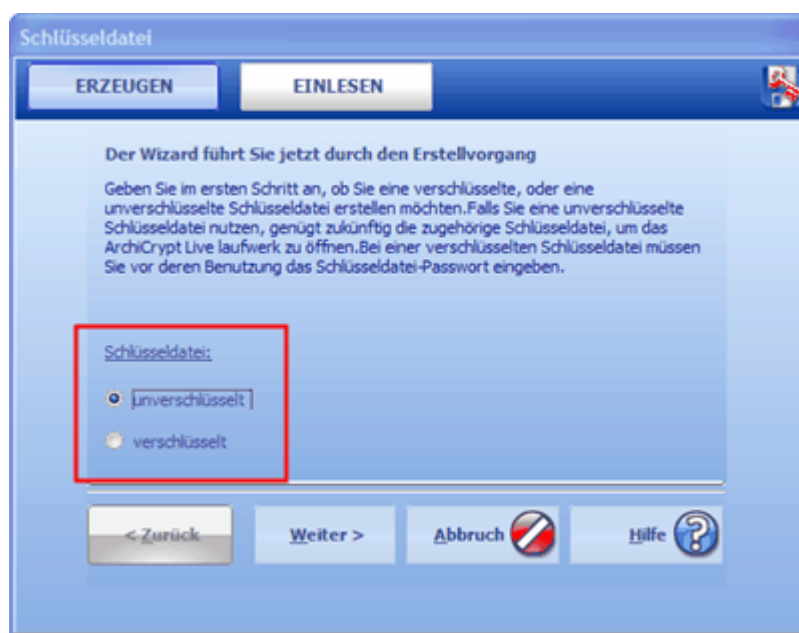 Schlüsseldatei
ERZEUGEN
EINLESEN
Der Wizard führt Sie jetzt durch den Erstellvorgang
Geben Sie im ersten Schritt an, ob Sie eine verschlüsselte, oder eine
unverschlüsselte Schlüsseldatei erstellen möchten.Falls Sie eine unverschlüsselte
Schlüsseldatei nutzen, genügt zukünftig die zugehörige Schlüsseldatei, um das
ArchiCrypt Live laufwerk zu öffnen.Bei einer verschlüsselten Schlüsseldatei müssen
Sie vor deren Benutzung das Schlüsseldatei-Passwort eingeben.
Schlüsseldatei:
unverschlüsselt
verschlüsselt
< Zurück
Weiter >
Abbruch
Hilfe